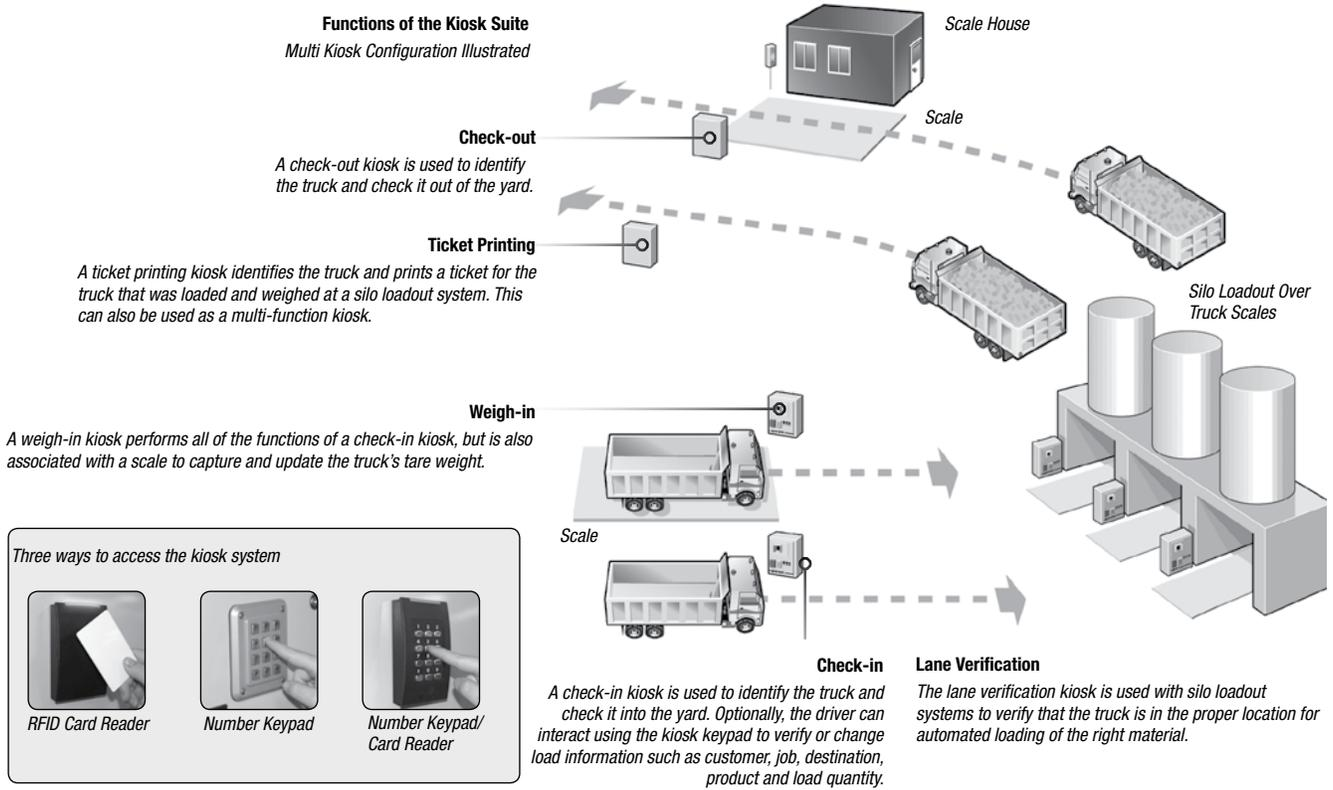 Functions of the Kiosk Suite
Multi Kiosk Configuration Illustrated
Scale House
Scale
Check-out
A check-out kiosk is used to identify
the truck and check it out of the yard.
Ticket Printing
A ticket printing kiosk identifies the truck and prints a ticket for the
truck that was loaded and weighed at a silo loadout system. This
can also be used as a multi-function kiosk.
Silo Loadout Over
Truck Scales
Weigh-in
A weigh-in kiosk performs all of the functions of a check-in kiosk, but is also
associated with a scale to capture and update the truck's tare weight.
Scale
Three ways to access the kiosk system
RFID Card Reader
Number Keypad
Number Keypad/
Card Reader
Check-in
A check-in kiosk is used to identify the truck and
check it into the yard. Optionally, the driver can
interact using the kiosk keypad to verify or change
load information such as customer, job, destination,
product and load quantity.
Lane Verification
The lane verification kiosk is used with silo loadout
systems to verify that the truck is in the proper location for
automated loading of the right material.